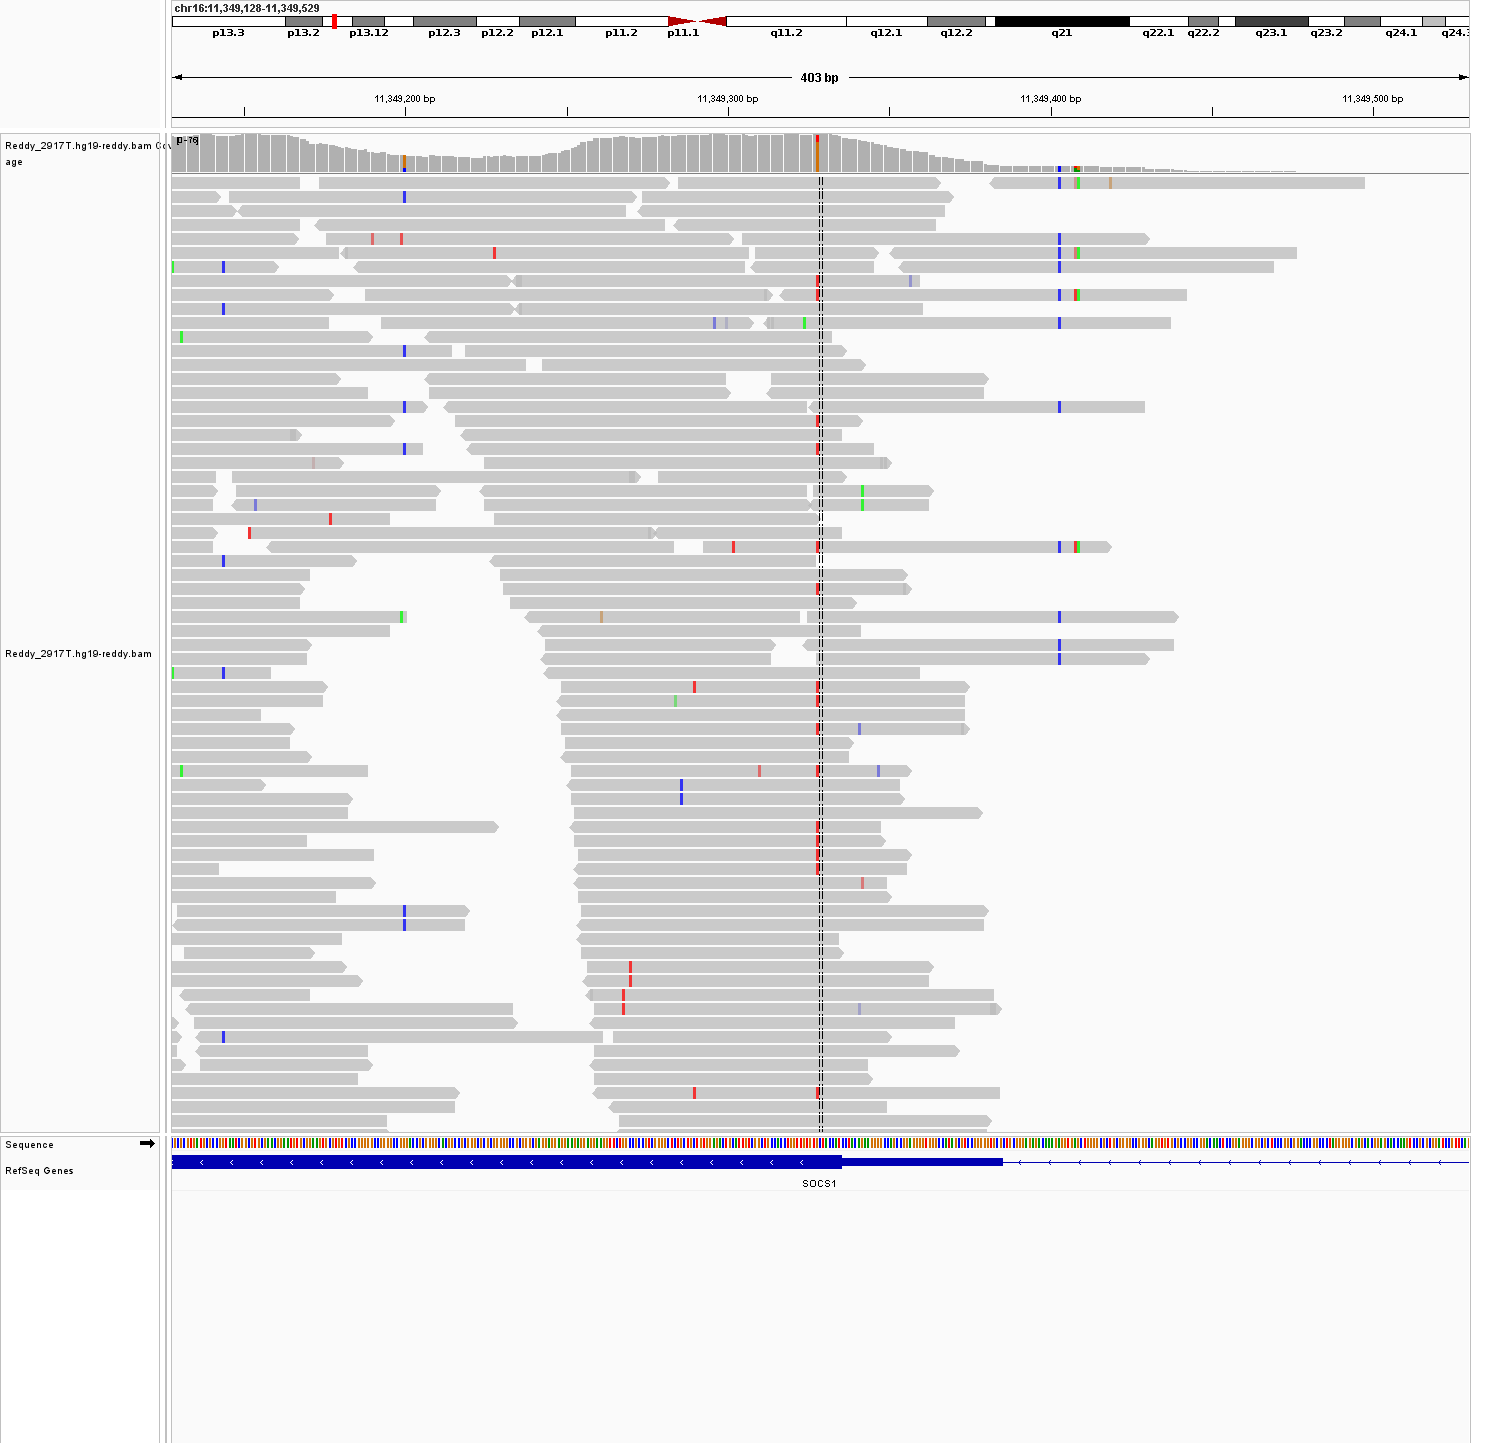 chr16:11,349,128-11,349,529
p13.3 p13.2 p13.12 p12.3 p12.2 p12.1 p11.2 p11.1 q11.2 q12.1 q12.2 q21 q22.1 q22.2 q23.1 q23.2 q24.1 q24.3
403 bp
11,349,200 bp 11,349,300 bp 11,349,400 bp 11,349,500 bp
Reddy_2917T.hg19-reddy.bam Cov
age
Reddy_2917T.hg19-reddy.bam
Sequence
RefSeq Genes
SOCS1